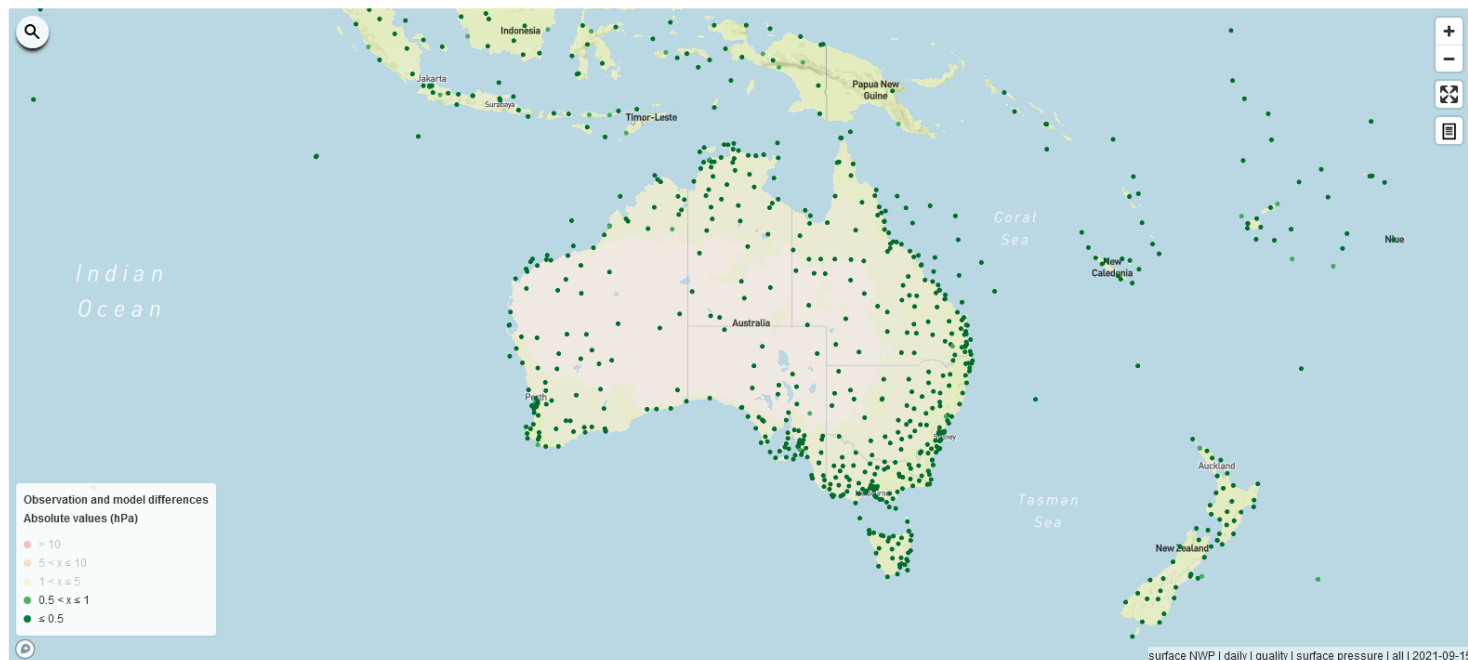 Indonesia
Jakarta
Surabaya
Timor-Leste
Papua New
Guine
Coral
Sea
Niue
New
Caledonia
Indian
Ocean
Australia
Perth
Sydney
Auckland
Tasman
Sea
New Zealand
Observation and model differences
Absolute values (hPa)
> 10
5 < x ≤ 10
1 < x ≤ 5
0.5 < x ≤ 1
≤ 0.5
surface NWP | daily | quality | surface pressure | all | 2021-09-15